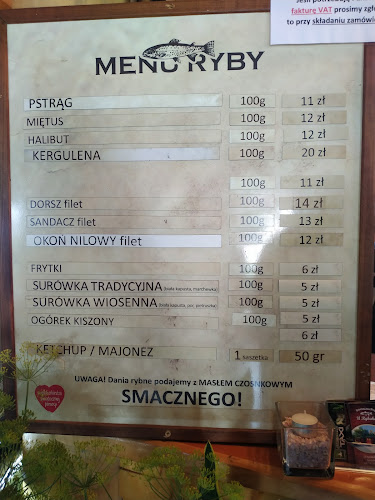 fakturę VAT prosimy
to przy składaniu
MENU RYBY
PSTRĄG 100g 11 zł
MIĘTUS 100g 12 zł
HALIBUT 100g 12 zł
KERGULENA 100g 20 zł
100g 11 zł
DORSZ filet 100g 14 zł
SANDACZ filet 100g 13 zł
OKOŃ NILOWY filet 100g 12 zł
FRYTKI 100g 6 zł
SURÓWKA TRADYCYJNA (biała kapusta, marchewka) 100g 5 zł
SURÓWKA WIOSENNA 100g 5 zł
OGÓREK KISZONY 100g 5 zł
6 zł
KETCHUP / MAJONEZ 1 saszetka 50 gr
UWAGA! Dania rybne podajemy z MASŁEM CZOSNKOWYM
SMACZNEGO!